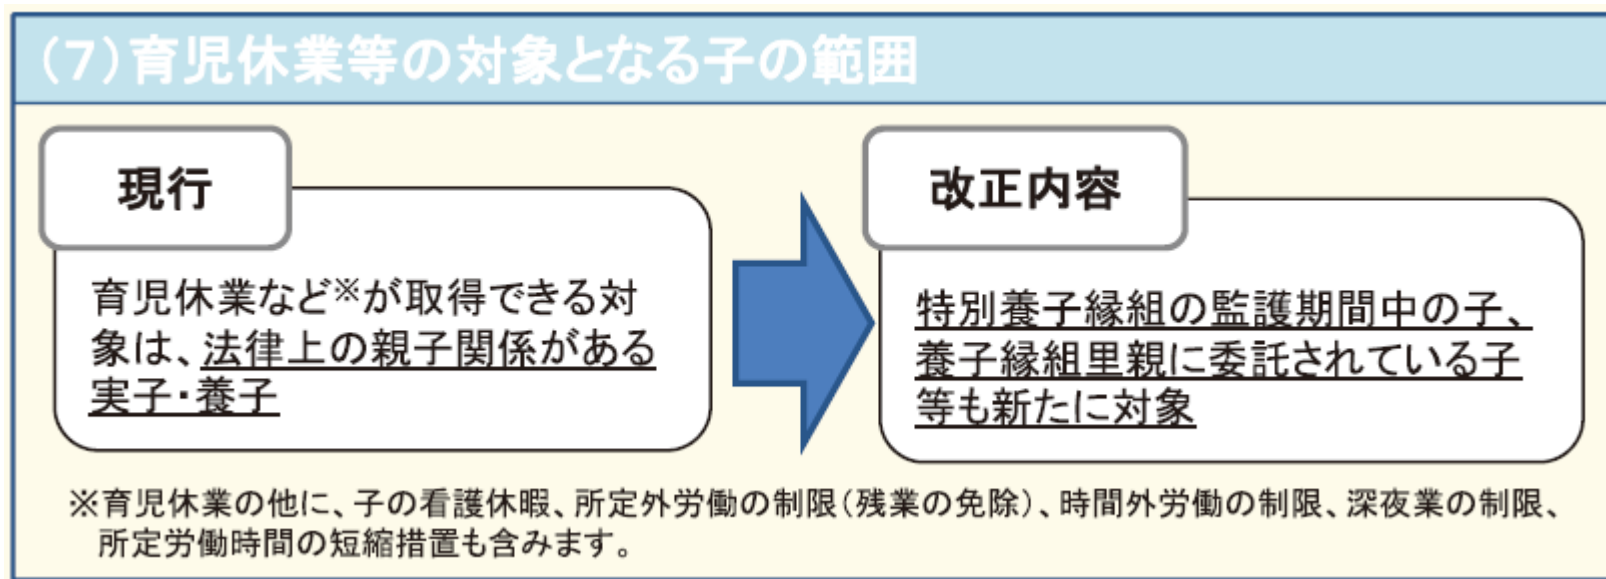 (7)育児休業等の対象となる子の範囲
現行
育児休業など※が取得できる対
象は、法律上の親子関係がある
実子・養子
改正内容
特別養子縁組の監護期間中の子、
養子縁組里親に委託されている子
等も新たに対象
※育児休業の他に、子の看護休暇、所定外労働の制限(残業の免除)、時間外労働の制限、深夜業の制限、
所定労働時間の短縮措置も含みます。